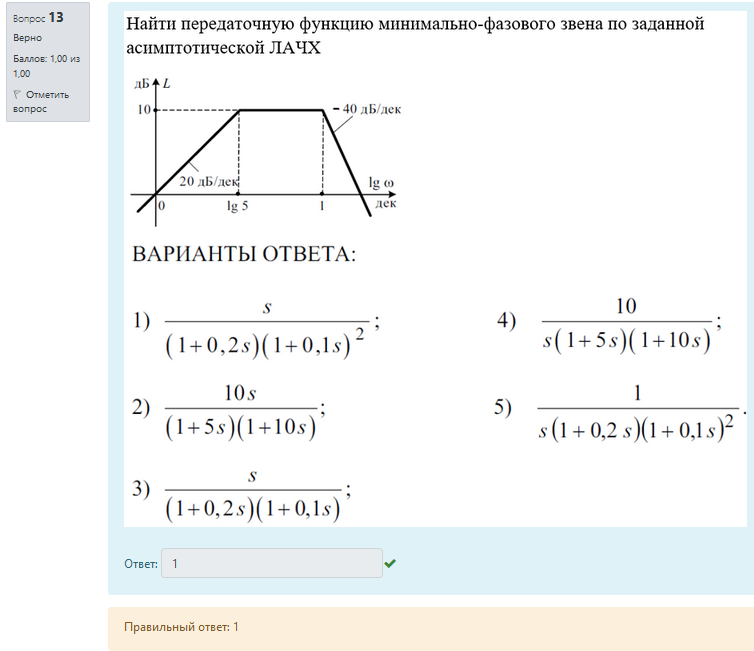 Вопрос 13
Верно
Баллов: 1,00 из
1,00
Отметить
вопрос
Найти передаточную функцию минимально-фазового звена по заданной
асимптотической ЛАЧХ
дБ L
10
- 40 дБ/дек
20 дБ/дек
lg ω
0
lg 5
1
дек
ВАРИАНТЫ ОТВЕТА:
1) s / (1+0,2s)(1+0,1s)² ;
2) 10s / (1+5s)(1+10s) ;
3) s / (1+0,2s)(1+0,1s) ;
4) 10 / s(1+5s)(1+10s) ;
5) 1 / s(1+0,2 s)(1+0,1s)² .
Ответ: 1
Правильный ответ: 1